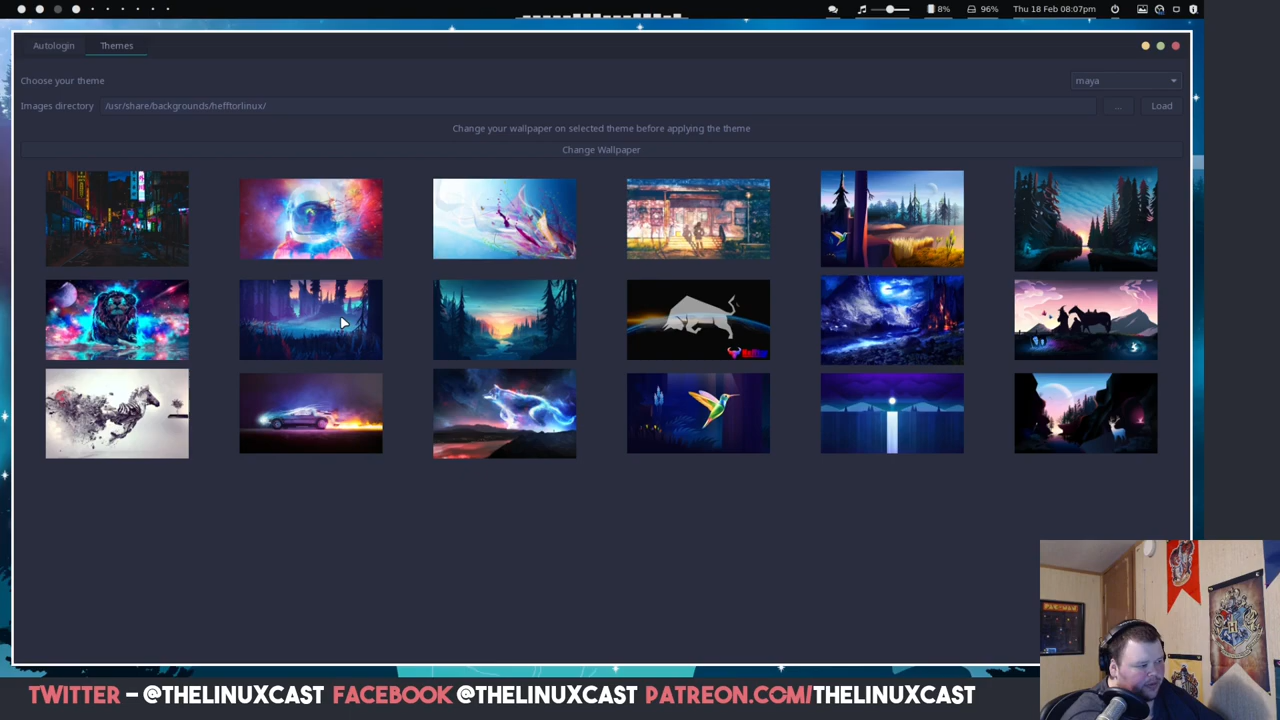 8%
96%
Thu 18 Feb 08:07pm
Autologin
Themes
Choose your theme
maya
Images directory
/usr/share/backgrounds/hefftorlinux/
...
Load
Change your wallpaper on selected theme before applying the theme
Change Wallpaper
PAC-MAN
TWITTER – @THELINUXCAST FACEBOOK @THELINUXCAST PATREON.COM/THELINUXCAST